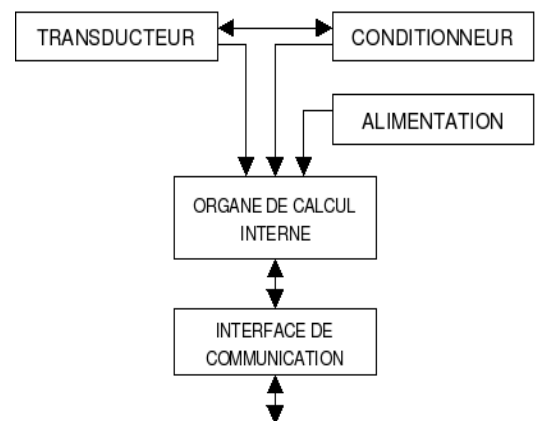 TRANSDUCTEUR
CONDITIONNEUR
ALIMENTATION
ORGANE DE CALCUL
INTERNE
INTERFACE DE
COMMUNICATION